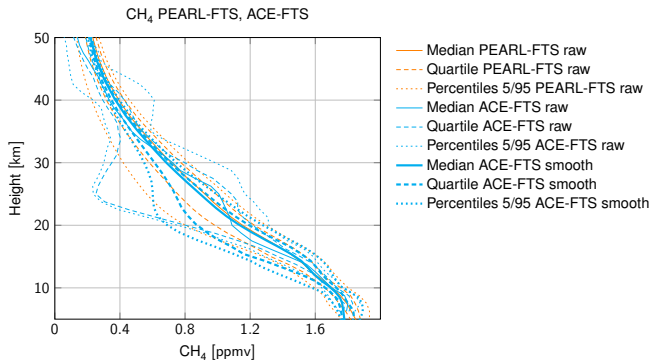 CH₄ PEARL-FTS, ACE-FTS
50
40
30
20
10
Height [km]
0
0.4
0.8
1.2
1.6
CH₄ [ppmv]
Median PEARL-FTS raw
Quartile PEARL-FTS raw
Percentiles 5/95 PEARL-FTS raw
Median ACE-FTS raw
Quartile ACE-FTS raw
Percentiles 5/95 ACE-FTS raw
Median ACE-FTS smooth
Quartile ACE-FTS smooth
Percentiles 5/95 ACE-FTS smooth